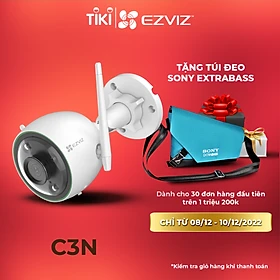 TIKI EZVIZ
TẶNG TÚI ĐEO
SONY EXTRABASS
SONY
Dành cho 30 đơn hàng đầu tiên
trên 1 triệu 200k
CHỈ TỪ 08/12 - 10/12/2022
C3N
*Kiểm tra giỏ hàng khi thanh toán